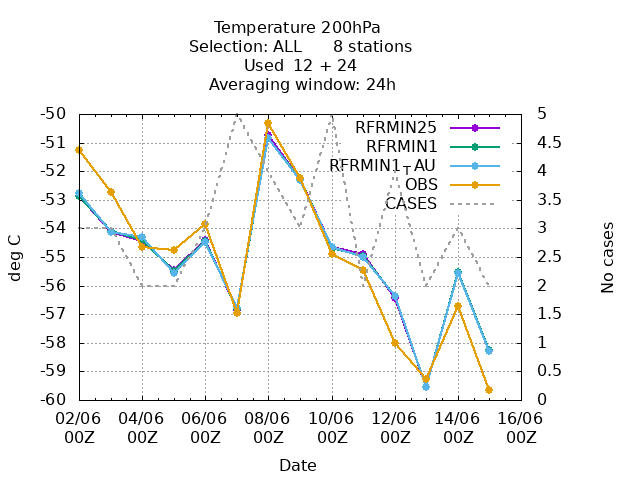 Temperature 200hPa
Selection: ALL 8 stations
Used 12 + 24
Averaging window: 24h
-50
-51
-52
-53
-54
-55
-56
-57
-58
-59
-60
deg C
RFRMIN25
RFRMIN1
RFRMIN1_AU
OBS
CASES
5
4.5
4
3.5
3
2.5
2
1.5
1
0.5
0
No cases
02/06 04/06 06/06 08/06 10/06 12/06 14/06 16/06
00Z 00Z 00Z 00Z 00Z 00Z 00Z 00Z
Date